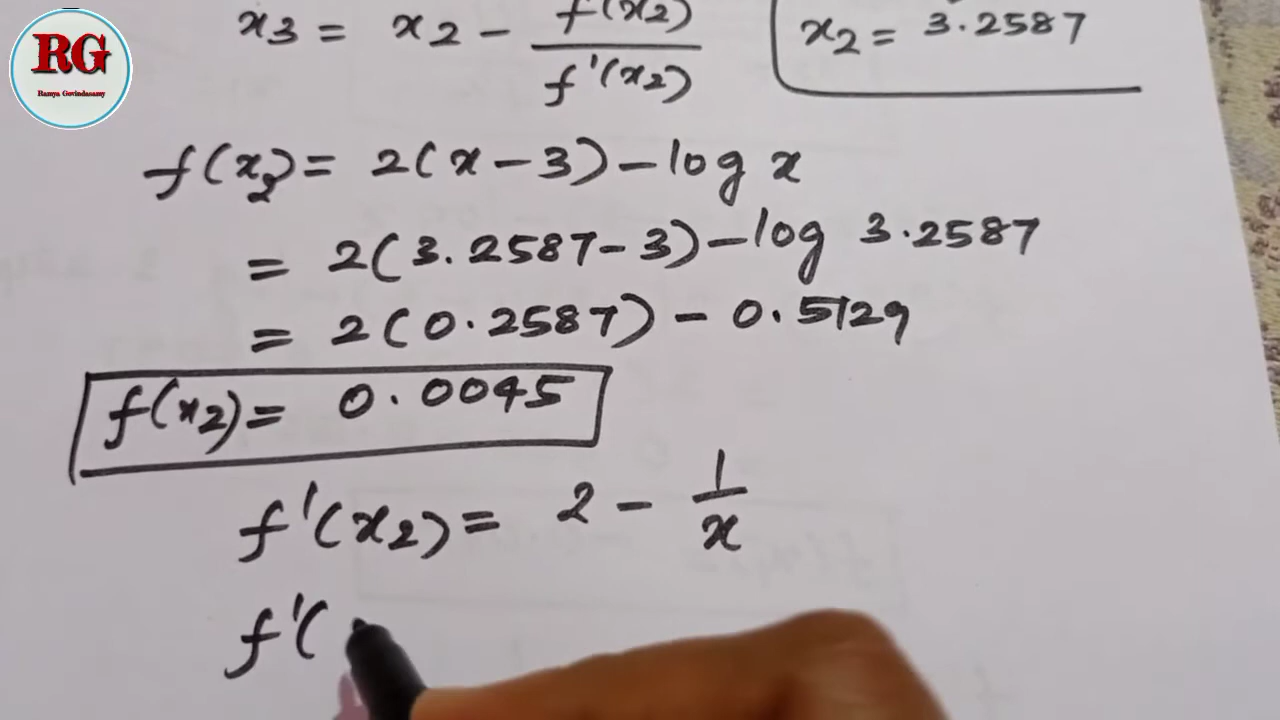 RG
Ramya Govindasamy
x3 = x2 - f(x2) / f'(x2)
x2 = 3.2587
f(x2) = 2(x-3) - log x
= 2(3.2587-3) - log 3.2587
= 2(0.2587) - 0.5129
f(x2) = 0.0045
f'(x2) = 2 - 1/x
f'(